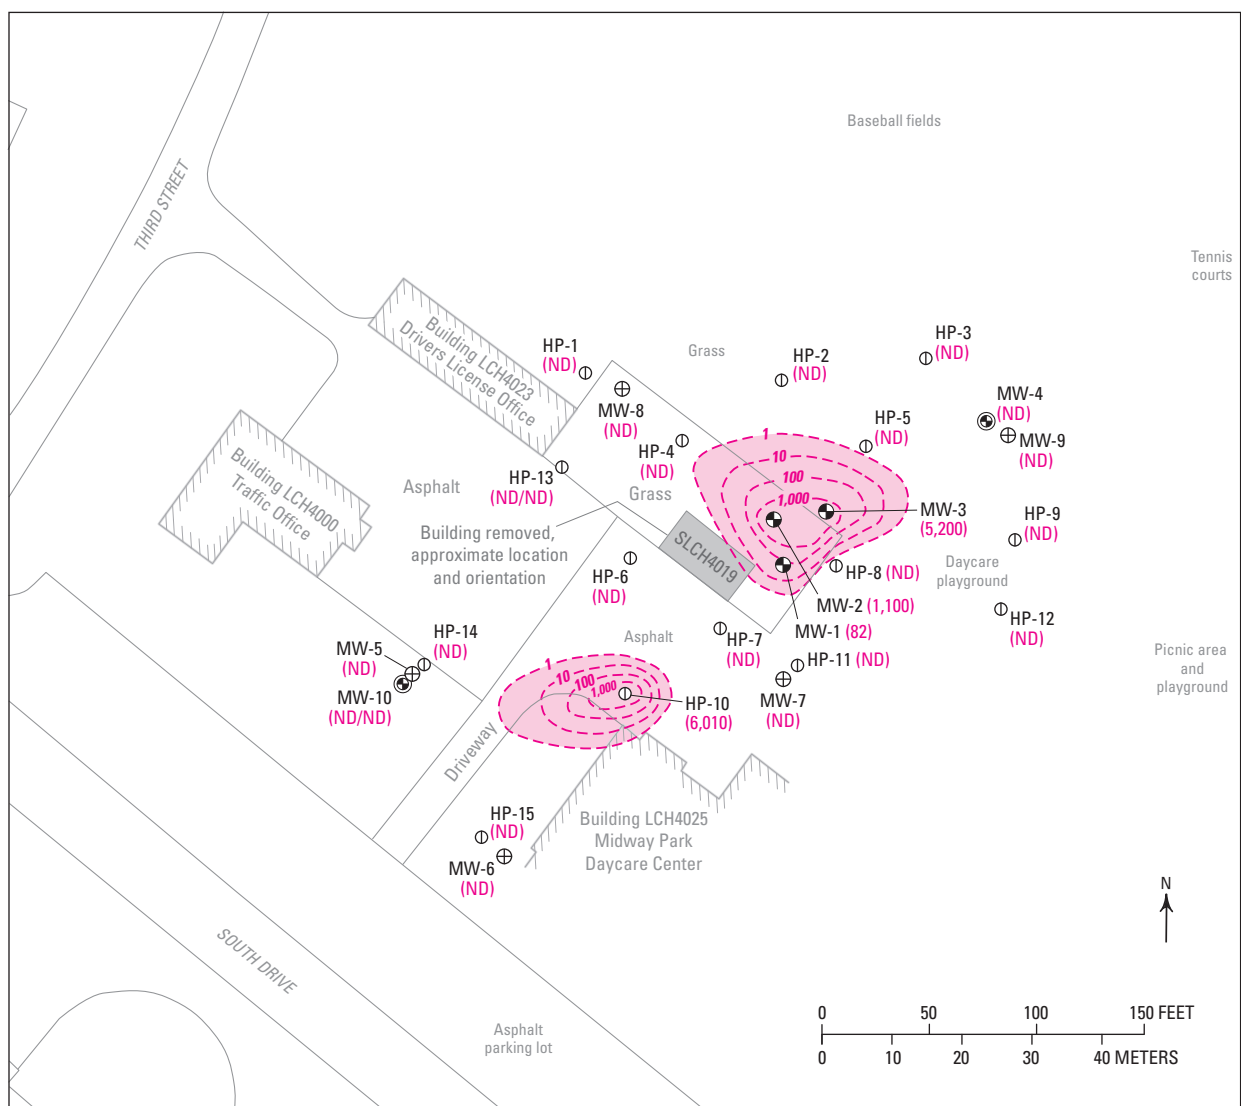 Baseball fields
THIRD STREET
Tennis
courts
Building LCH4023
Drivers License Office
HP-1
(ND)
Grass
HP-2
(ND)
HP-3
(ND)
MW-8
(ND)
MW-4
(ND)
MW-9
(ND)
HP-5
(ND)
HP-4
(ND)
1
10
100
1,000
Building LCH4000
Traffic Office
HP-13
(ND/ND)
Asphalt
Grass
MW-3
(5,200)
Building removed,
approximate location
and orientation
SLCH4019
HP-9
(ND)
HP-6
(ND)
HP-8 (ND)
Daycare
playground
MW-2 (1,100)
MW-1 (82)
HP-12
(ND)
HP-14
(ND)
MW-5
(ND)
MW-10
(ND/ND)
Asphalt
HP-7
(ND)
HP-11 (ND)
MW-7
(ND)
Picnic area
and
playground
1
10
100
1,000
HP-10
(6,010)
Driveway
HP-15
(ND)
MW-6
(ND)
Building LCH4025
Midway Park
Daycare Center
N
SOUTH DRIVE
Asphalt
parking lot
0 50 100 150 FEET
0 10 20 30 40 METERS